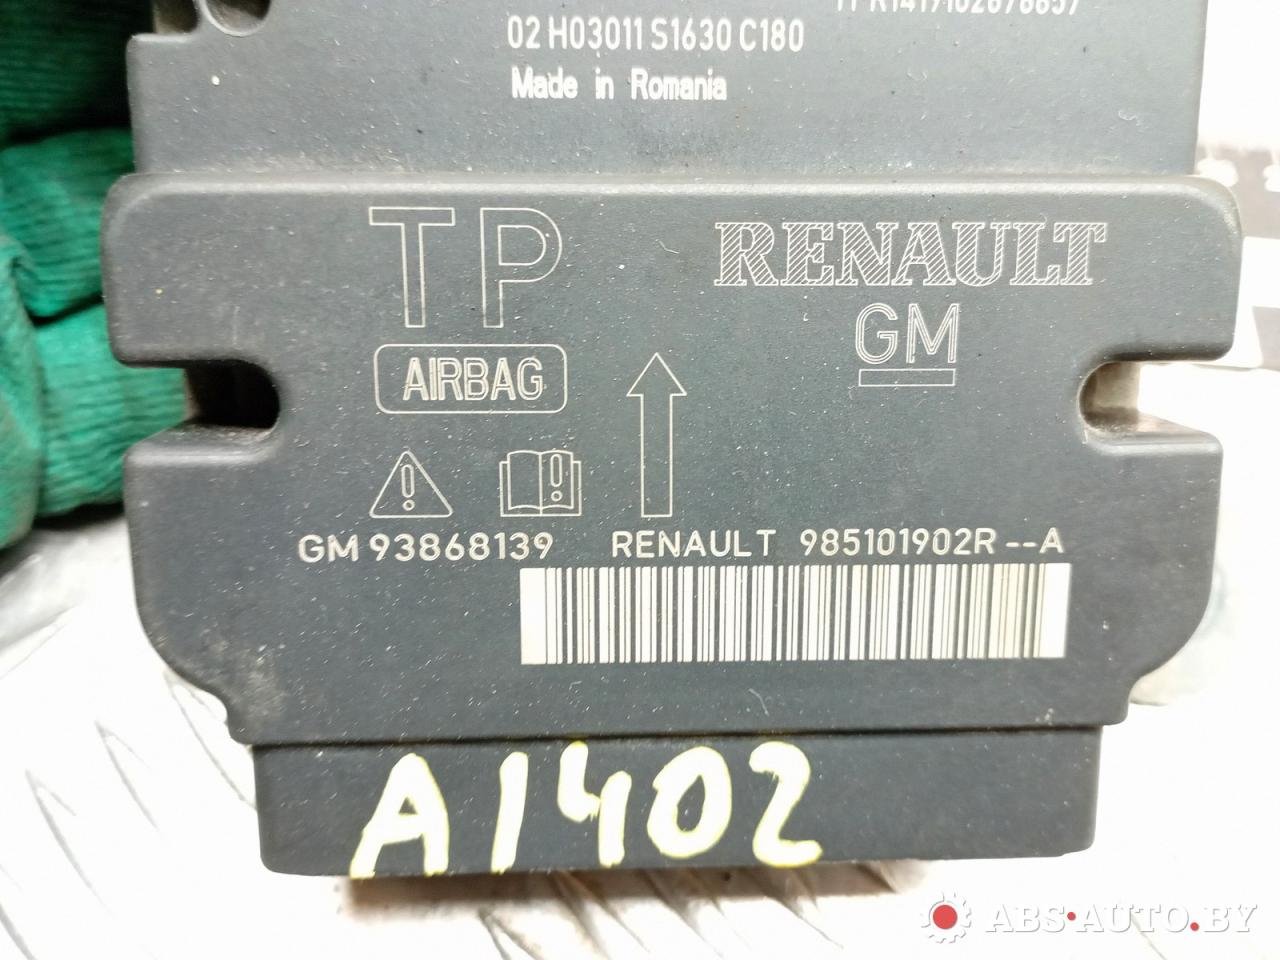 02 H03011 S1630 C180
Made in Romania
TP
RENAULT
GM
AIRBAG
GM 93868139 RENAULT 985101902R--A
A1402
ABS-AUTO.BY